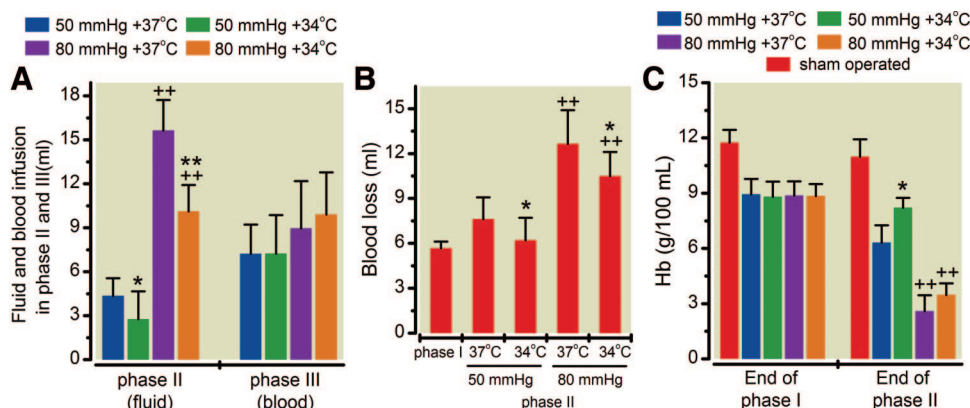 50 mmHg +37°C 50 mmHg +34°C
80 mmHg +37°C 80 mmHg +34°C
A
Fluid and blood infusion
in phase II and III(ml)
18
15
12
9
6
3
0
*
++
**
++
phase II
(fluid)
phase III
(blood)
B
Blood loss (ml)
15
12
9
6
3
0
*
++
*
++
phase I 37°C 34°C 37°C 34°C
50 mmHg 80 mmHg
phase II
50 mmHg +37°C 50 mmHg +34°C
80 mmHg +37°C 80 mmHg +34°C
sham operated
C
Hb (g/100 mL)
15
12
9
6
3
0
*
++
++
End of
phase I
End of
phase II